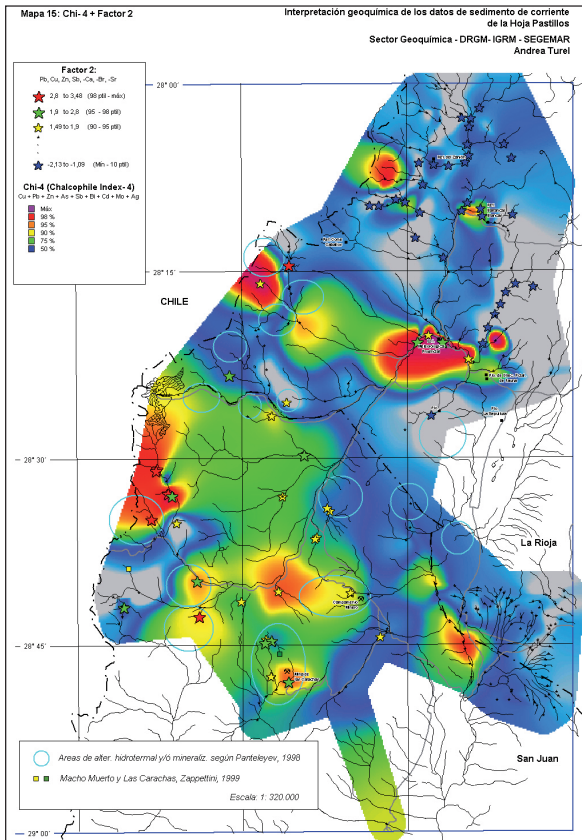 Mapa 15: Chi- 4 + Factor 2
Interpretación geoquímica de los datos de sedimento de corriente
de la Hoja Pastillos
Sector Geoquímica - DRGM- IGRM - SEGEMAR
Andrea Turel
Factor 2:
Pb, Cu, Zn, Sb, -Ca, -Br, -Sr
2,8 to 3,48 (98 ptil - máx)
1,9 to 2,8 (95 - 98 ptil)
1,49 to 1,9 (90 - 95 ptil)
-2,13 to -1,09 (Mín - 10 ptil)
Chi-4 (Chalcophile Index- 4)
Cu + Pb + Zn + As + Sb + Bi + Cd + Mo + Ag
Máx
98 %
95 %
90 %
75 %
50 %
28° 00'
28° 15'
CHILE
28° 30'
La Rioja
28° 45'
San Juan
Areas de alter. hidrotermal y/ó mineraliz. según Panteleyev, 1998
Macho Muerto y Las Carachas, Zappettini, 1999
Escala: 1: 320.000
29° 00'